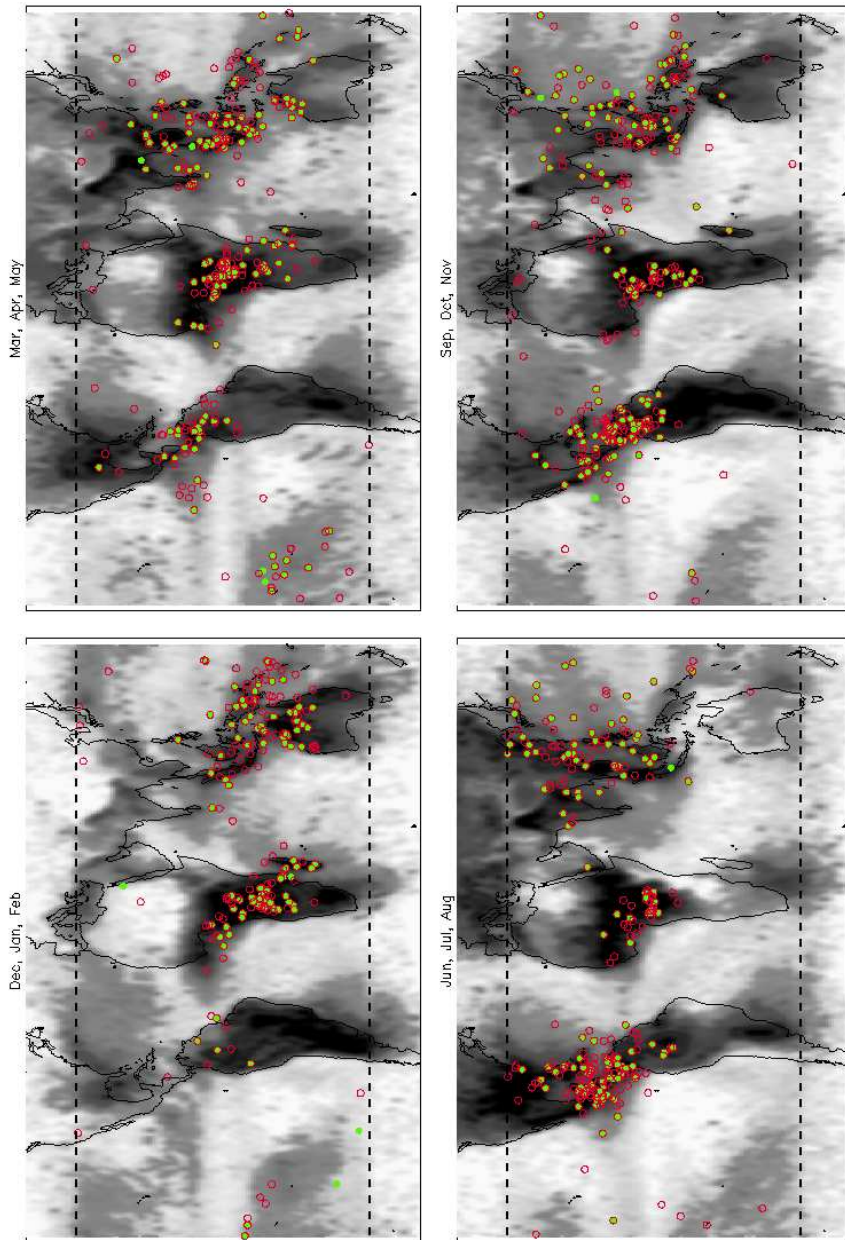 Dec, Jan, Feb
Mar, Apr, May
Jun, Jul, Aug
Sep, Oct, Nov